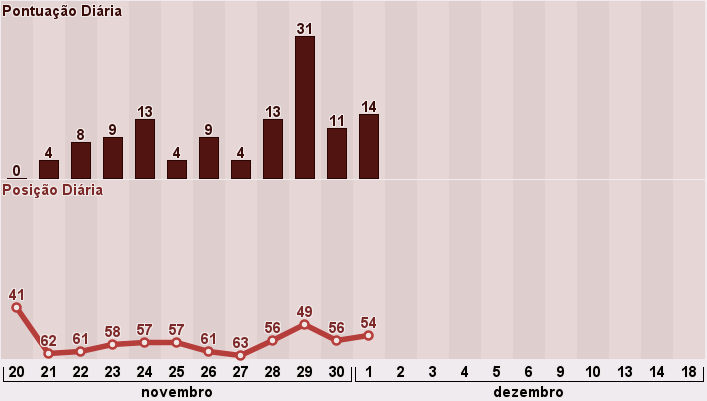 Pontuação Diária
0 4 8 9 13 4 9 4 13 31 11 14
Posição Diária
41 62 61 58 57 57 61 63 56 49 56 54
20 21 22 23 24 25 26 27 28 29 30 1 2 3 4 5 6 9 10 13 14 18
novembro dezembro